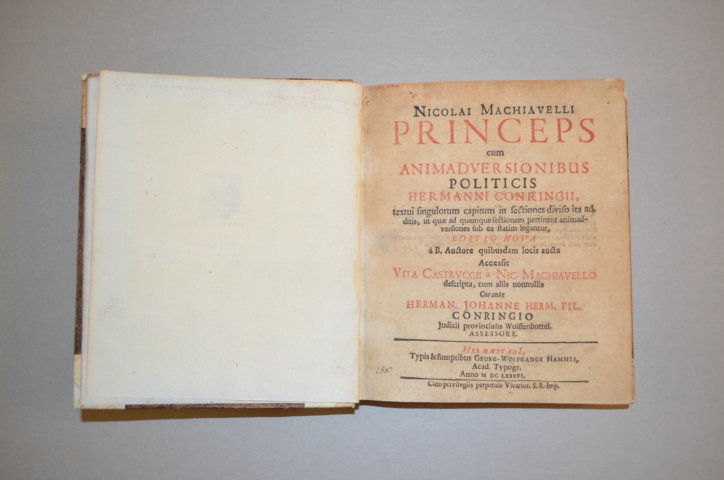 NICOLAI MACHIAVELLI
PRINCEPS
cum
ANIMADVERSIONIBUS
POLITICIS
HERMANNI CONRINGII,
textui singulorum capitum in sectiones diviso ita ad-
ditis, ut quæ ad quamque sectionem pertinent animad-
versiones sub ea statim legantur,
EDITIO NOVA
à B. Auctore quibusdam locis aucta
Accessit
VITA CASTRUCCII à NIC. MACHIAVELLO
descripta, cum aliis nonnullis
Curante
HERMAN. JOHANNE HERM. FIL.
CONRINGIO
Judicii provincialis Wolffenbuttel.
ASSESSORE.
HELMÆSTADI,
Typis & sumptibus GEORG-WOLFGANGI HAMMII,
Acad. Typogr.
Anno M DC LXXXVI.
Cum privilegiis perpetuis Vicarior. S. R. Imp.